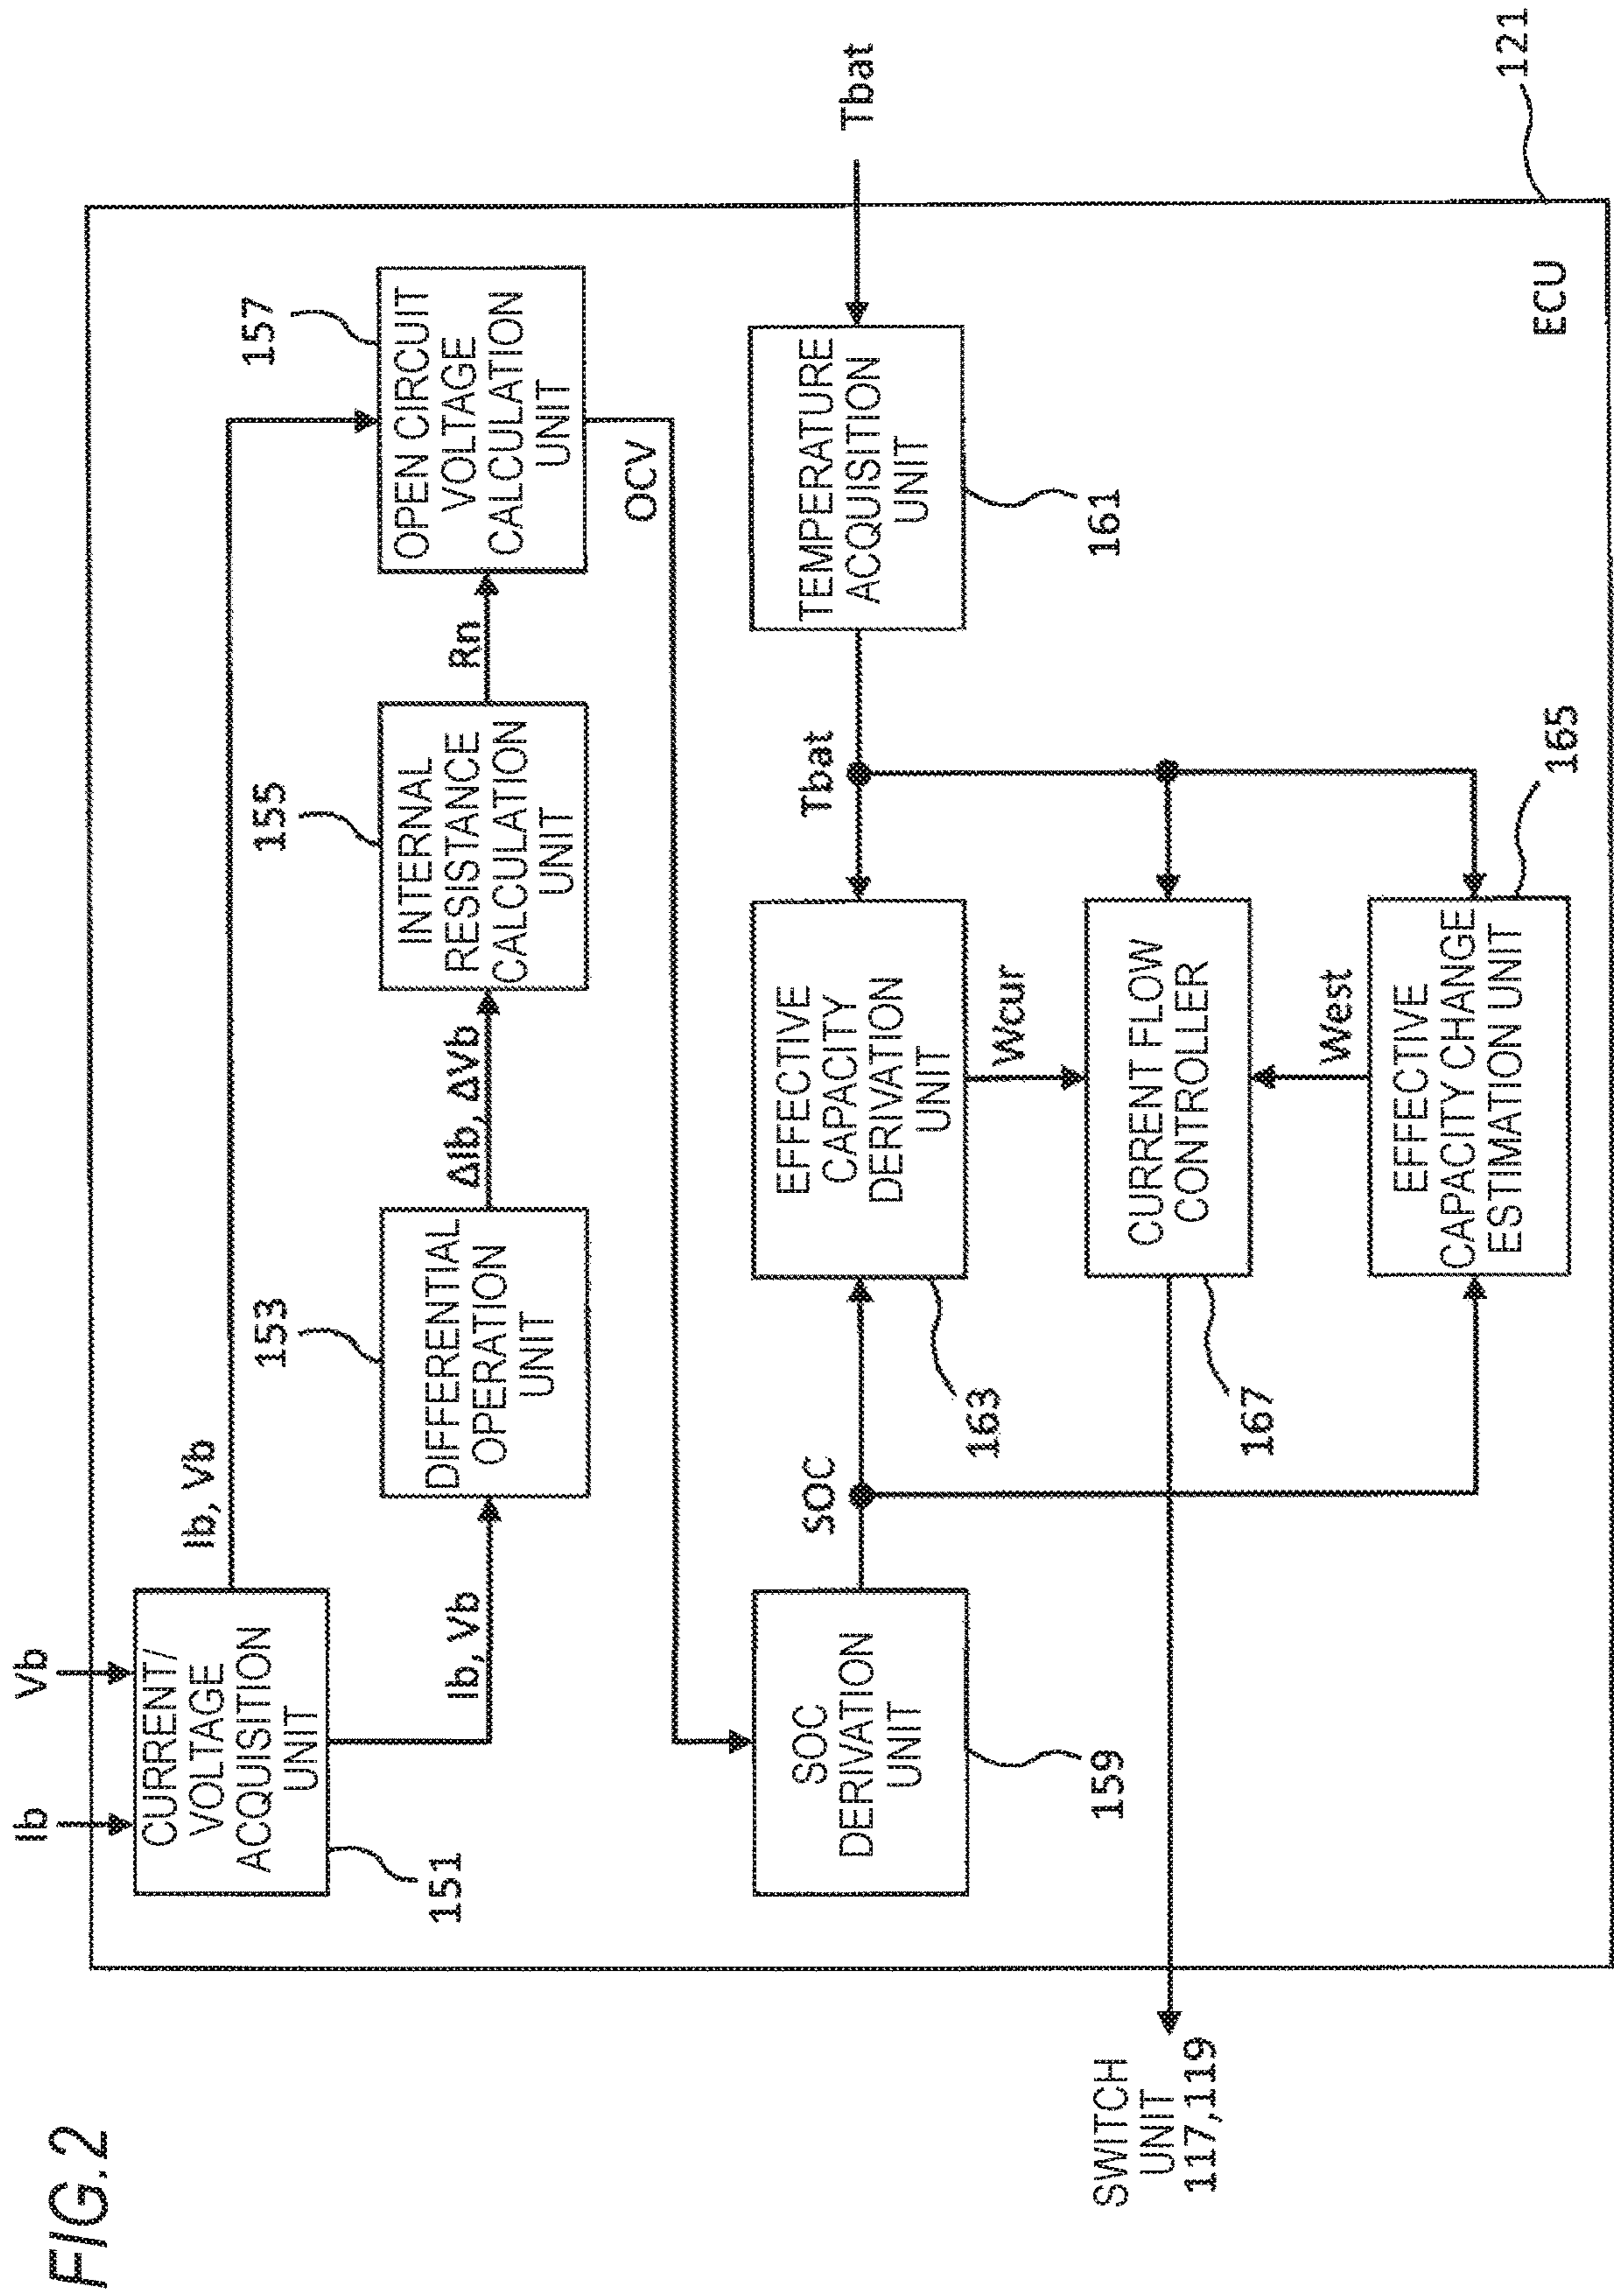 FIG.2
Ib
Vb
CURRENT/
VOLTAGE
ACQUISITION
UNIT
151
Ib, Vb
Ib, Vb
153
DIFFERENTIAL
OPERATION
UNIT
ΔIb, ΔVb
155
INTERNAL
RESISTANCE
CALCULATION
UNIT
Rn
157
OPEN CIRCUIT
VOLTAGE
CALCULATION
UNIT
OCV
SOC
DERIVATION
UNIT
159
SOC
EFFECTIVE
CAPACITY
DERIVATION
UNIT
163
Tbat
TEMPERATURE
ACQUISITION
UNIT
161
Tbat
Wcur
CURRENT FLOW
CONTROLLER
167
West
EFFECTIVE
CAPACITY CHANGE
ESTIMATION UNIT
165
SWITCH
UNIT
117,119
ECU
121